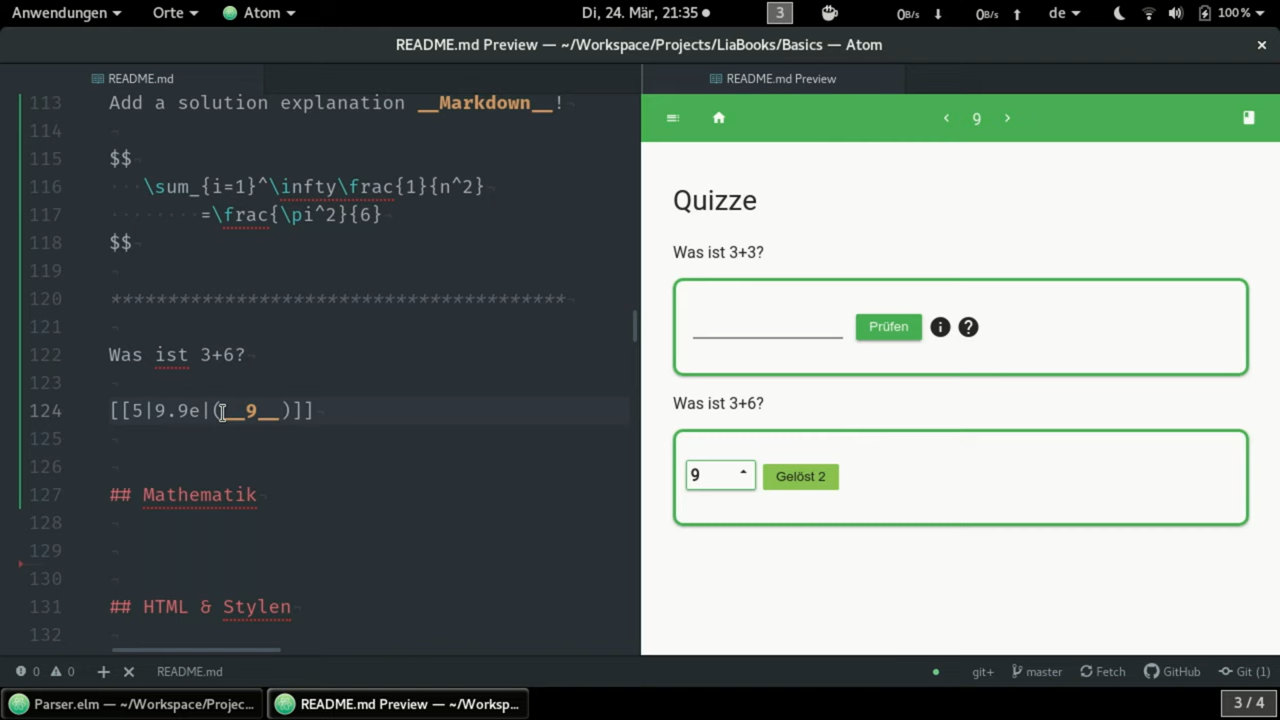 Anwendungen Orte Atom Di, 24. Mär, 21:35 3 0B/s 0B/s de 100%
README.md Preview — ~/Workspace/Projects/LiaBooks/Basics — Atom
README.md
README.md Preview
113 Add a solution explanation __Markdown__!
114
115 $$
116 \sum_{i=1}^\infty\frac{1}{n^2}
117 =\frac{\pi^2}{6}
118 $$
119
120 ****************************************
121
122 Was ist 3+6?
123
124 [[5|9.9e|(__9__)]]
125
126
127 ## Mathematik
128
129
130
131 ## HTML & Stylen
132
9
Quizze
Was ist 3+3?
Prüfen
Was ist 3+6?
9 Gelöst 2
0 0 README.md git+ master Fetch GitHub Git (1)
Parser.elm — ~/Workspace/Projec... README.md Preview — ~/Worksp... 3 / 4